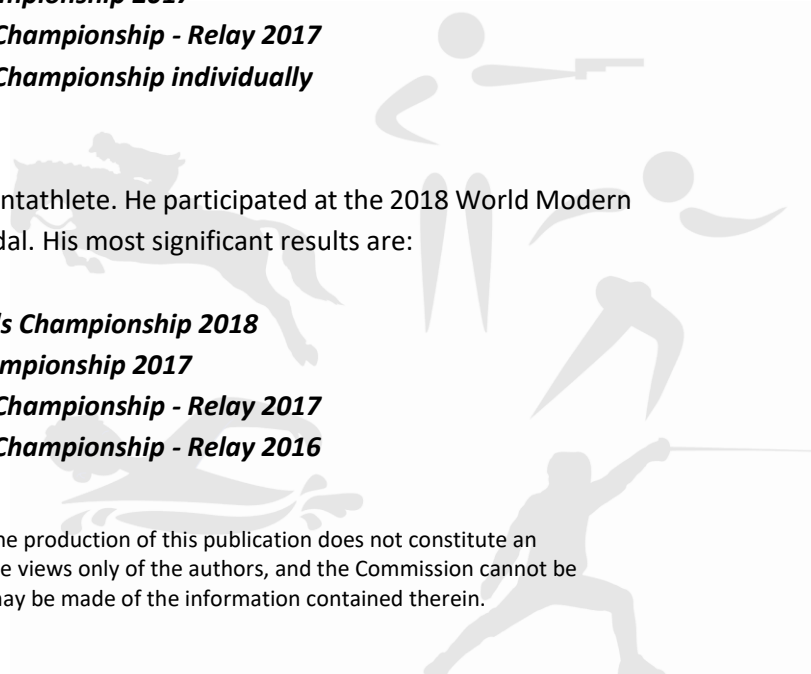 mpionship 2017
Championship - Relay 2017
Championship individually
ntathlete. He participated at the 2018 World Modern
dal. His most significant results are:
ls Championship 2018
mpionship 2017
Championship - Relay 2017
Championship - Relay 2016
he production of this publication does not constitute an
e views only of the authors, and the Commission cannot be
may be made of the information contained therein.